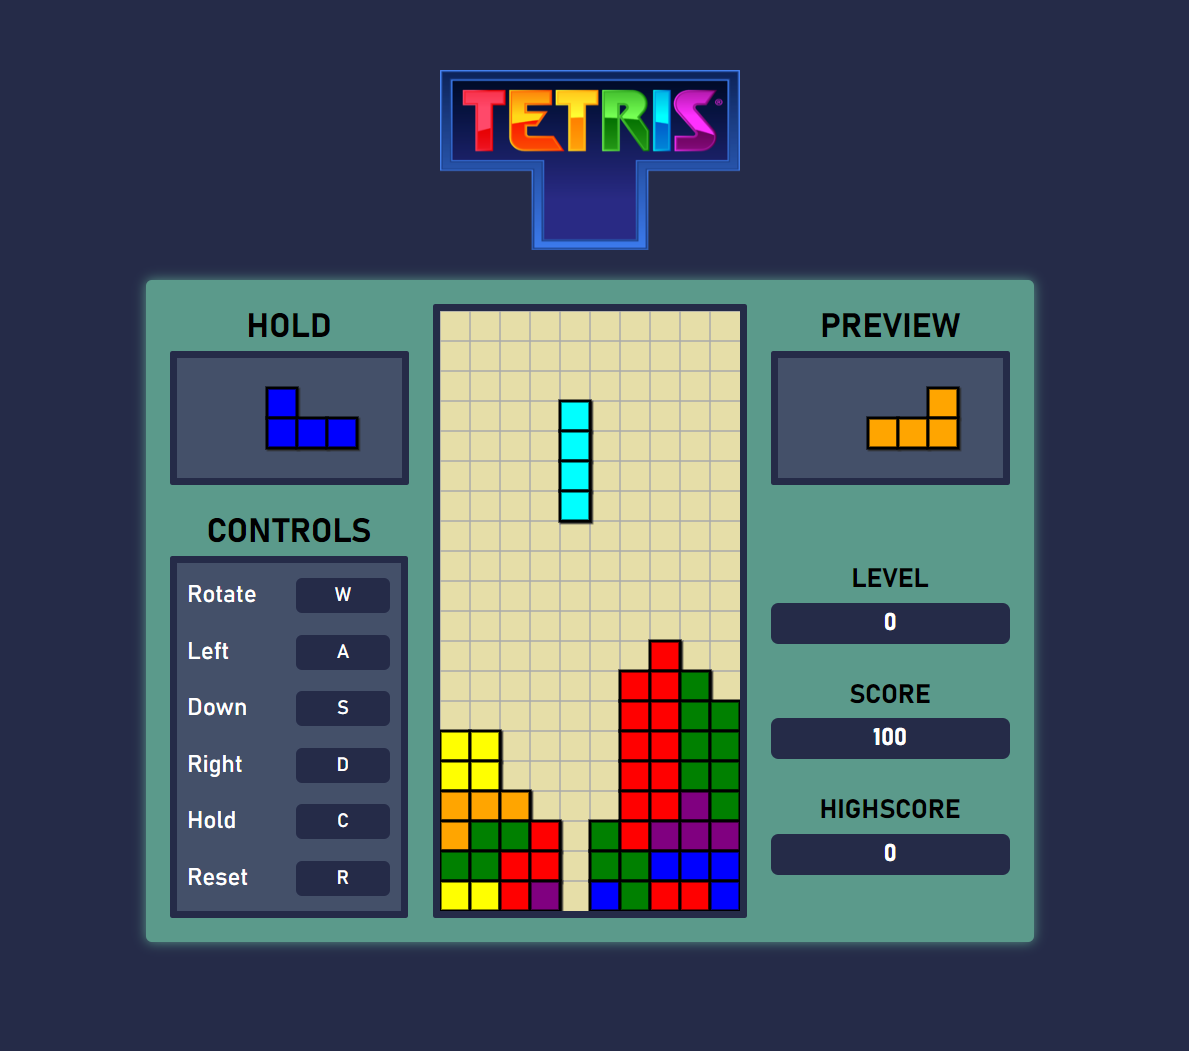 TETRIS®
HOLD
PREVIEW
CONTROLS
Rotate W
Left A
Down S
Right D
Hold C
Reset R
LEVEL
0
SCORE
100
HIGHSCORE
0